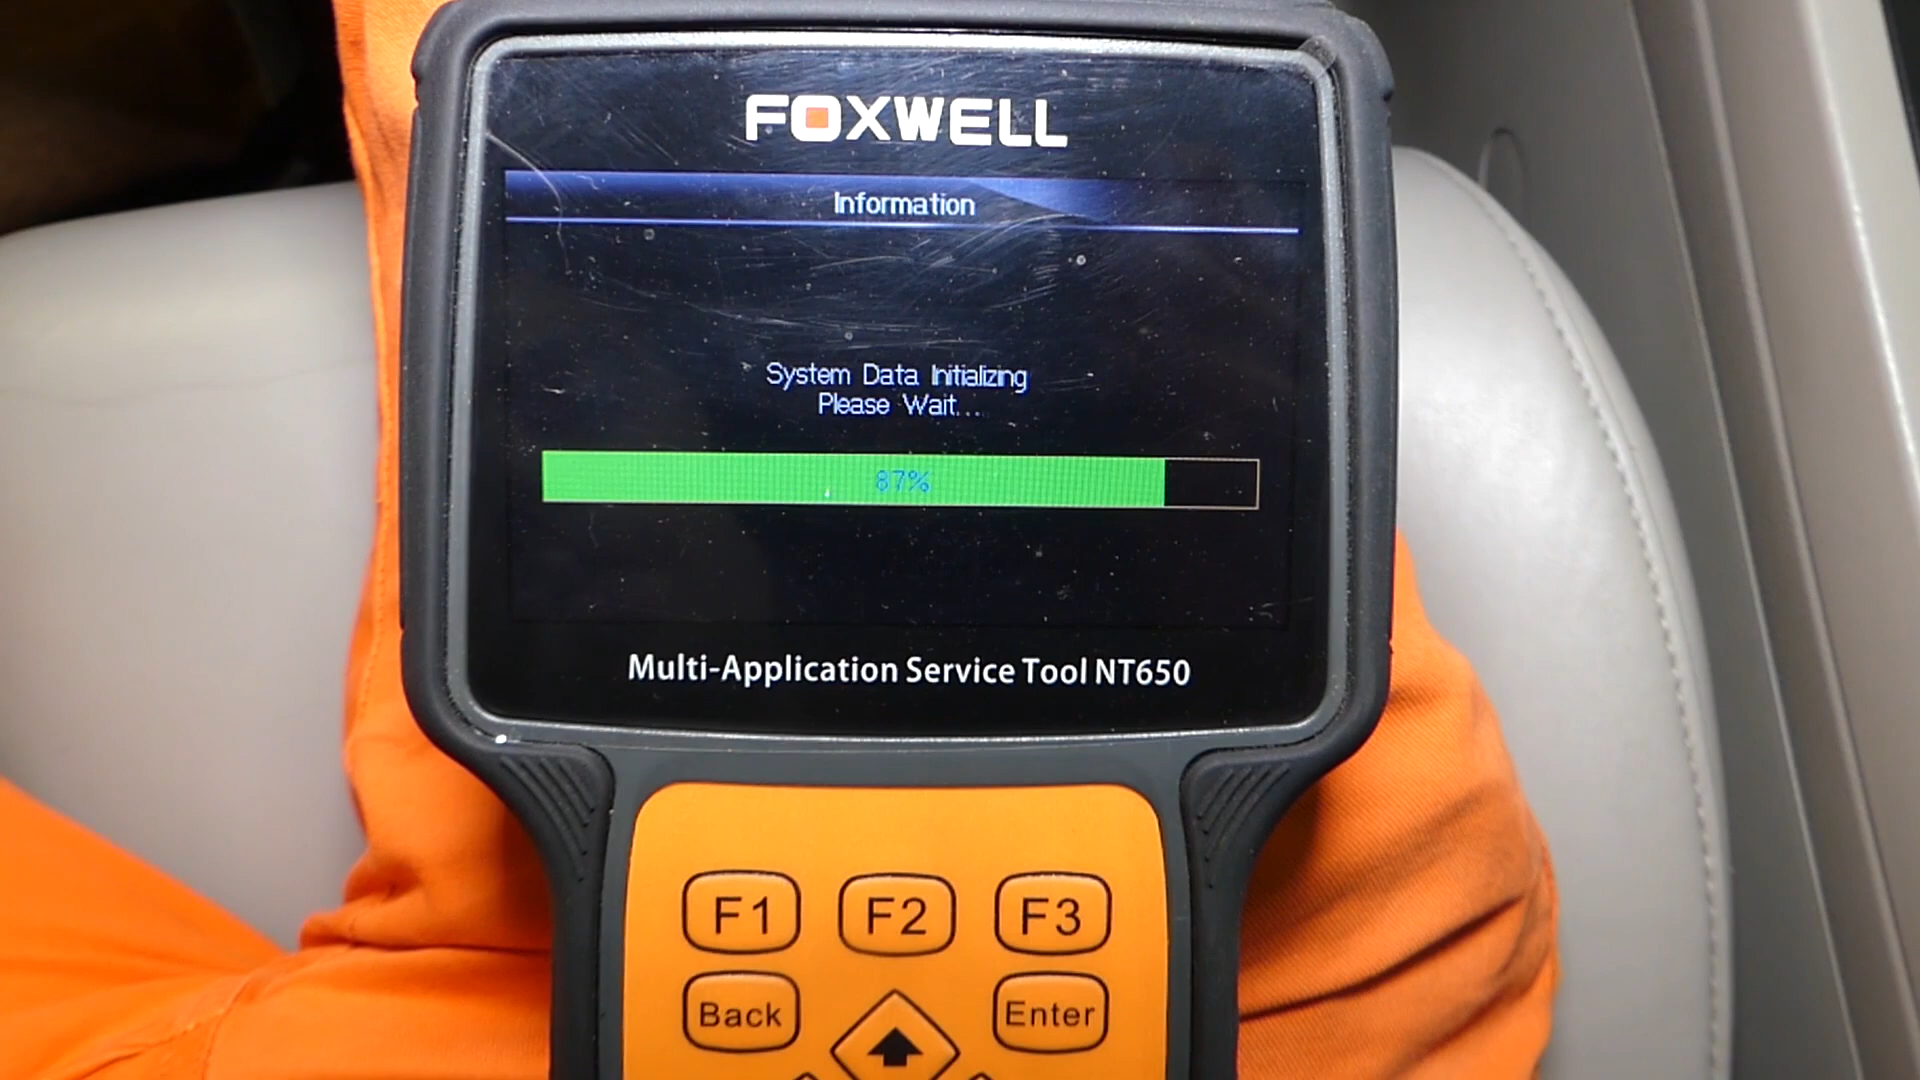 FOXWELL
Information
System Data Initializing
Please Wait...
87%
Multi-Application Service Tool NT650
F1 F2 F3
Back Enter